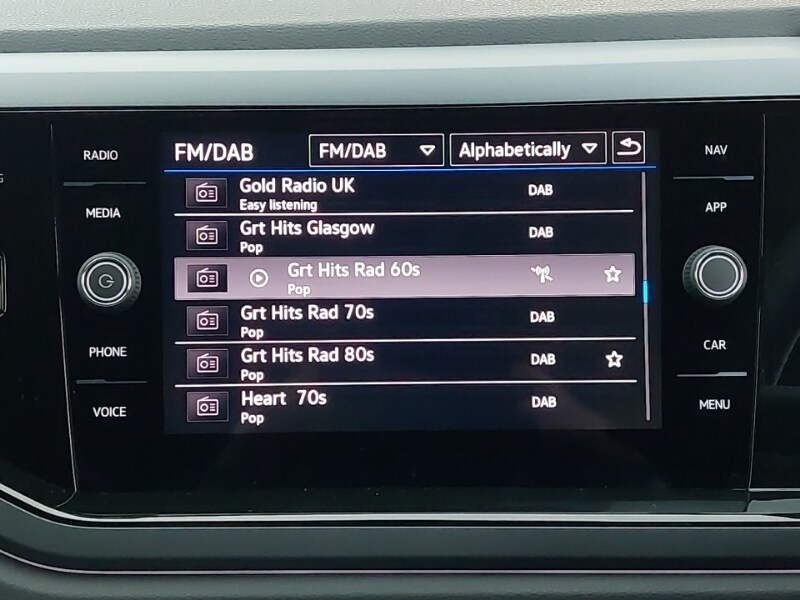 RADIO
MEDIA
PHONE
VOICE
FM/DAB
FM/DAB
Alphabetically
Gold Radio UK
Easy listening
DAB
Grt Hits Glasgow
Pop
DAB
Grt Hits Rad 60s
Pop
Grt Hits Rad 70s
Pop
DAB
Grt Hits Rad 80s
Pop
DAB
Heart  70s
Pop
DAB
NAV
APP
CAR
MENU